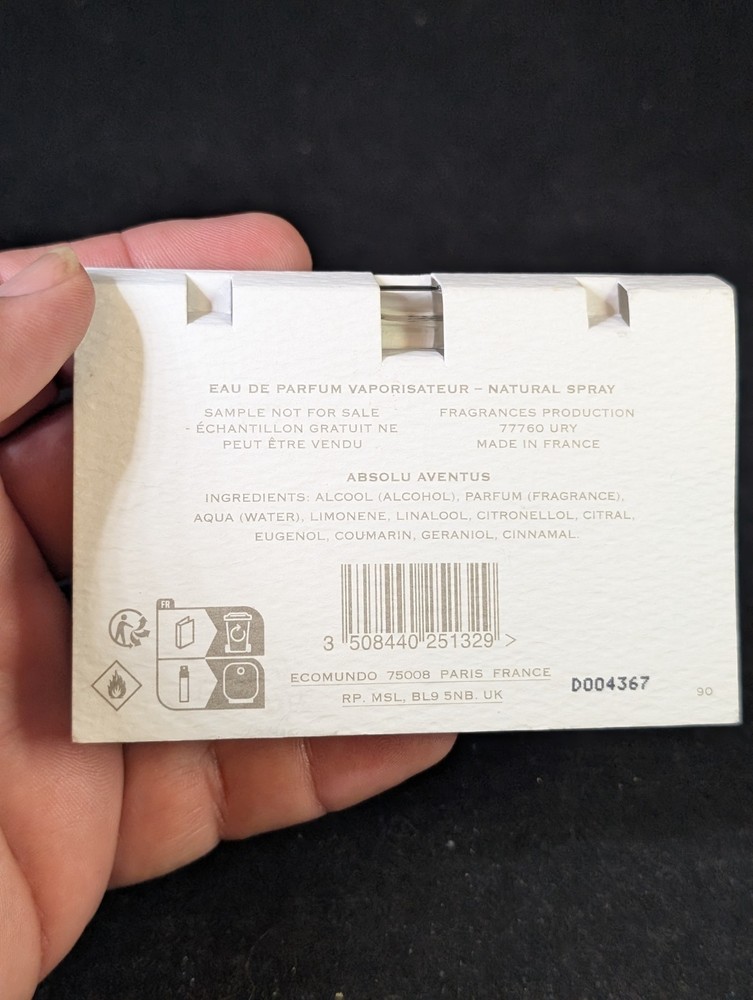 EAU DE PARFUM VAPORISATEUR – NATURAL SPRAY
SAMPLE NOT FOR SALE
- ÉCHANTILLON GRATUIT NE
PEUT ÊTRE VENDU
FRAGRANCES PRODUCTION
77760 URY
MADE IN FRANCE
ABSOLU AVENTUS
INGREDIENTS: ALCOOL (ALCOHOL), PARFUM (FRAGRANCE),
AQUA (WATER), LIMONENE, LINALOOL, CITRONELLOL, CITRAL,
EUGENOL, COUMARIN, GERANIOL, CINNAMAL.
FR
3 508440 251329 >
ECOMUNDO 75008 PARIS FRANCE
RP. MSL, BL9 5NB. UK
D004367
90